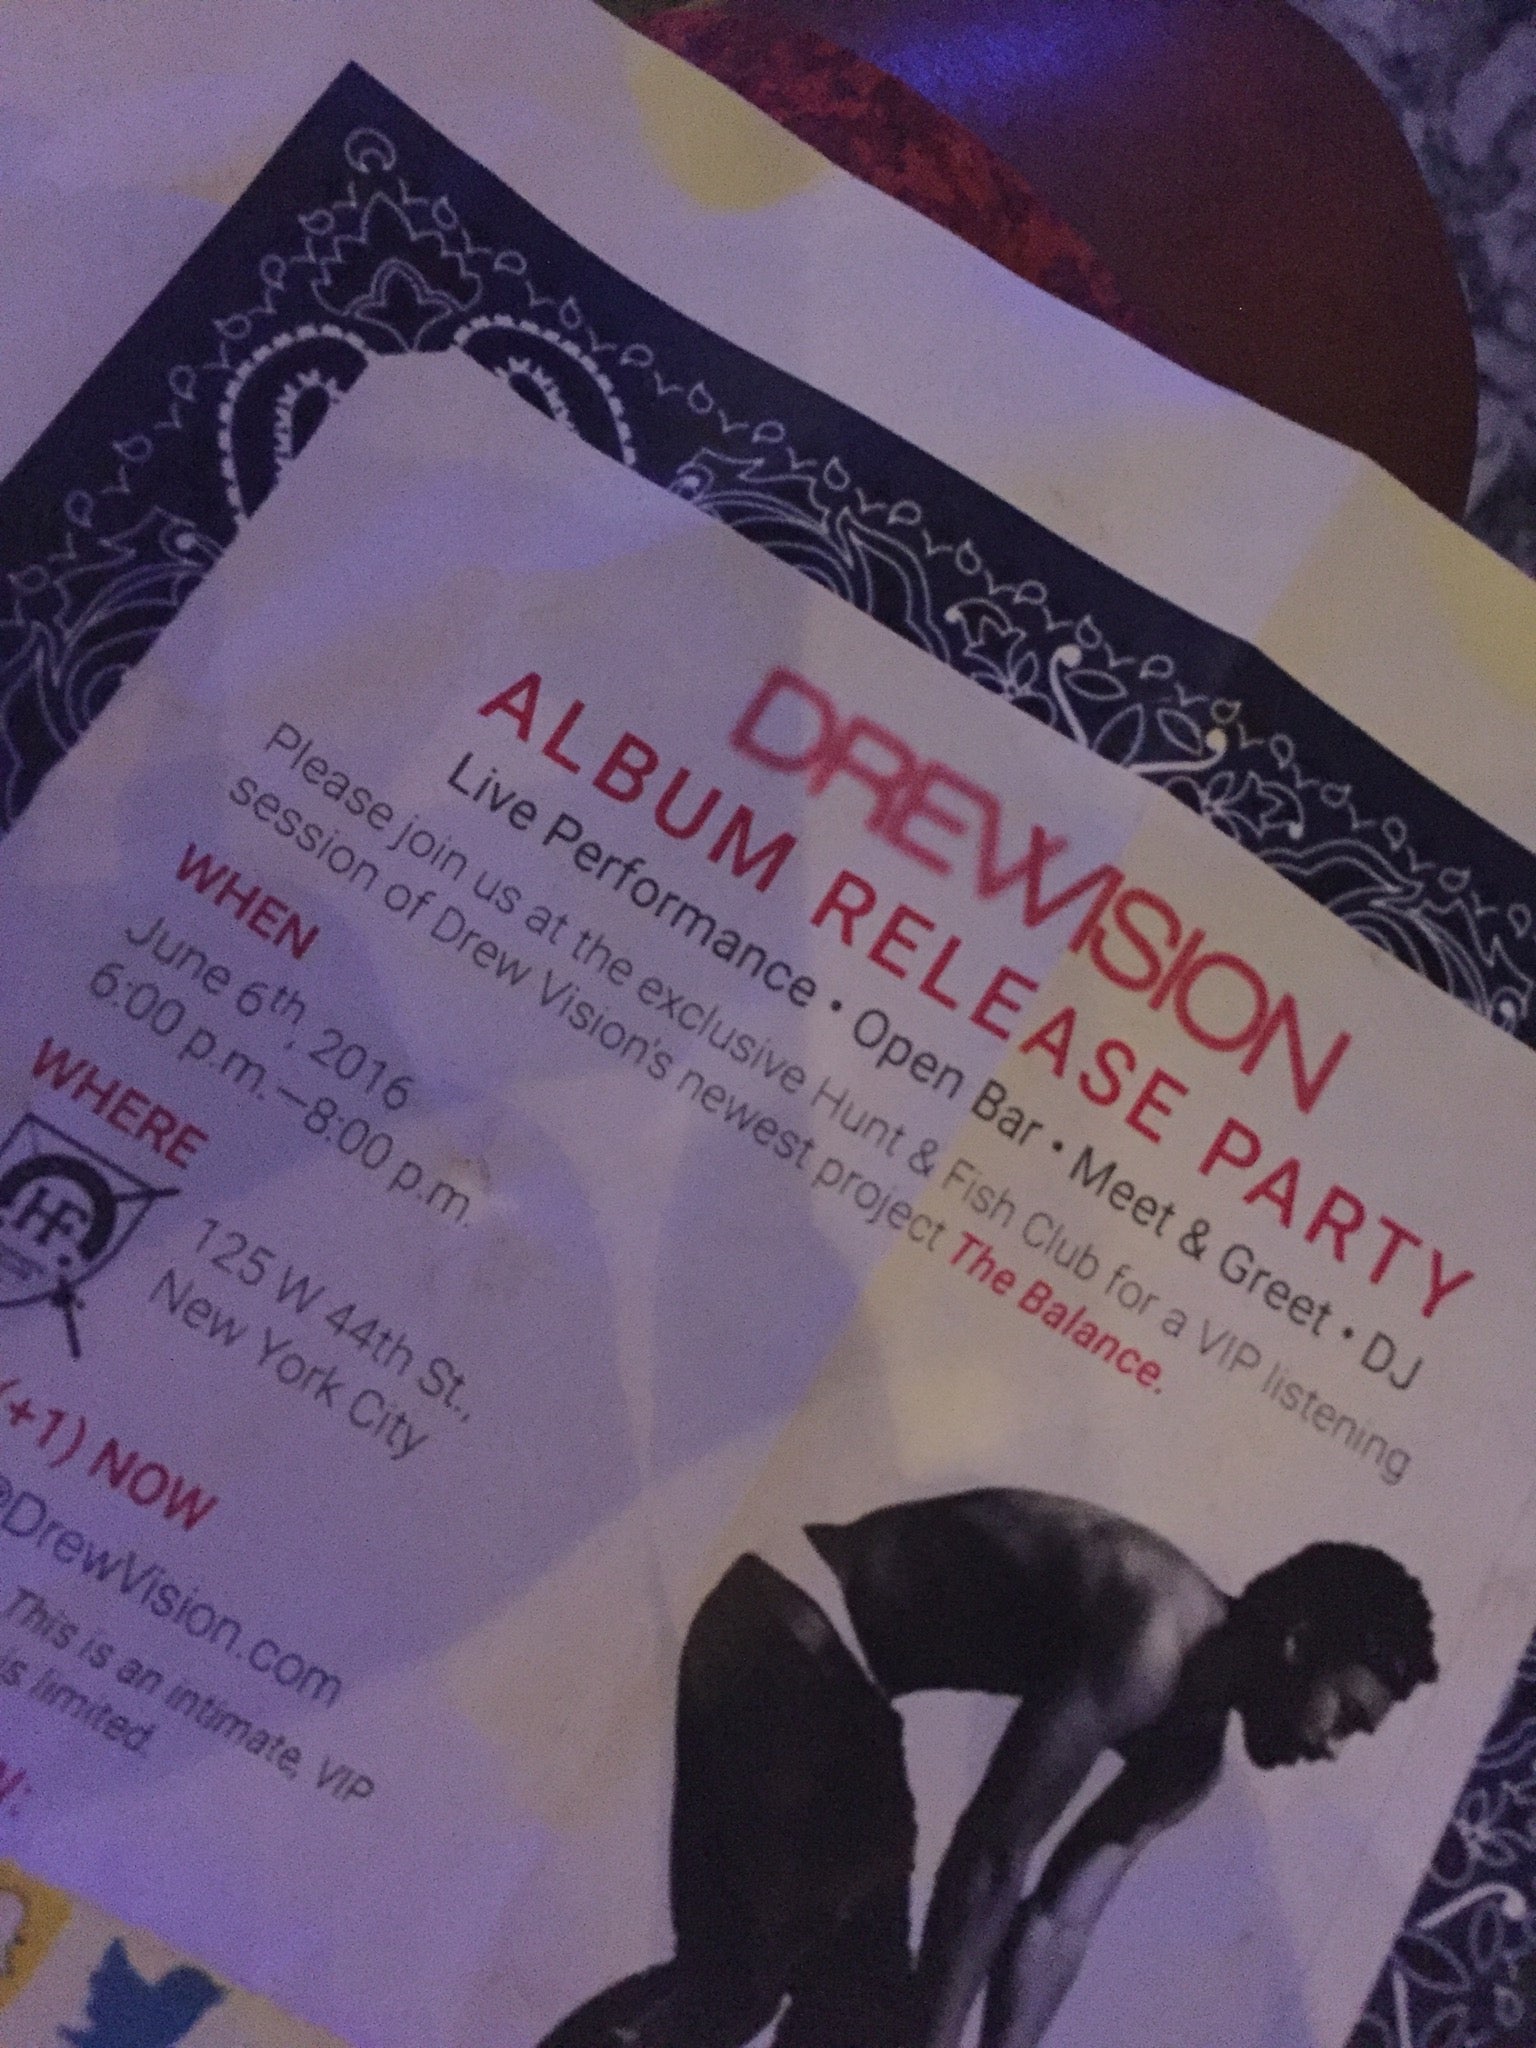 DREWVISION
ALBUM RELEASE PARTY
Live Performance • Open Bar • Meet & Greet • DJ
Please join us at the exclusive Hunt & Fish Club for a VIP listening
session of Drew Vision's newest project The Balance.
WHEN
June 6th, 2016
6:00 p.m.—8:00 p.m.
WHERE
HF
125 W 44th St.,
New York City
(+1) NOW
@DrewVision.com
This is an intimate, VIP
is limited.